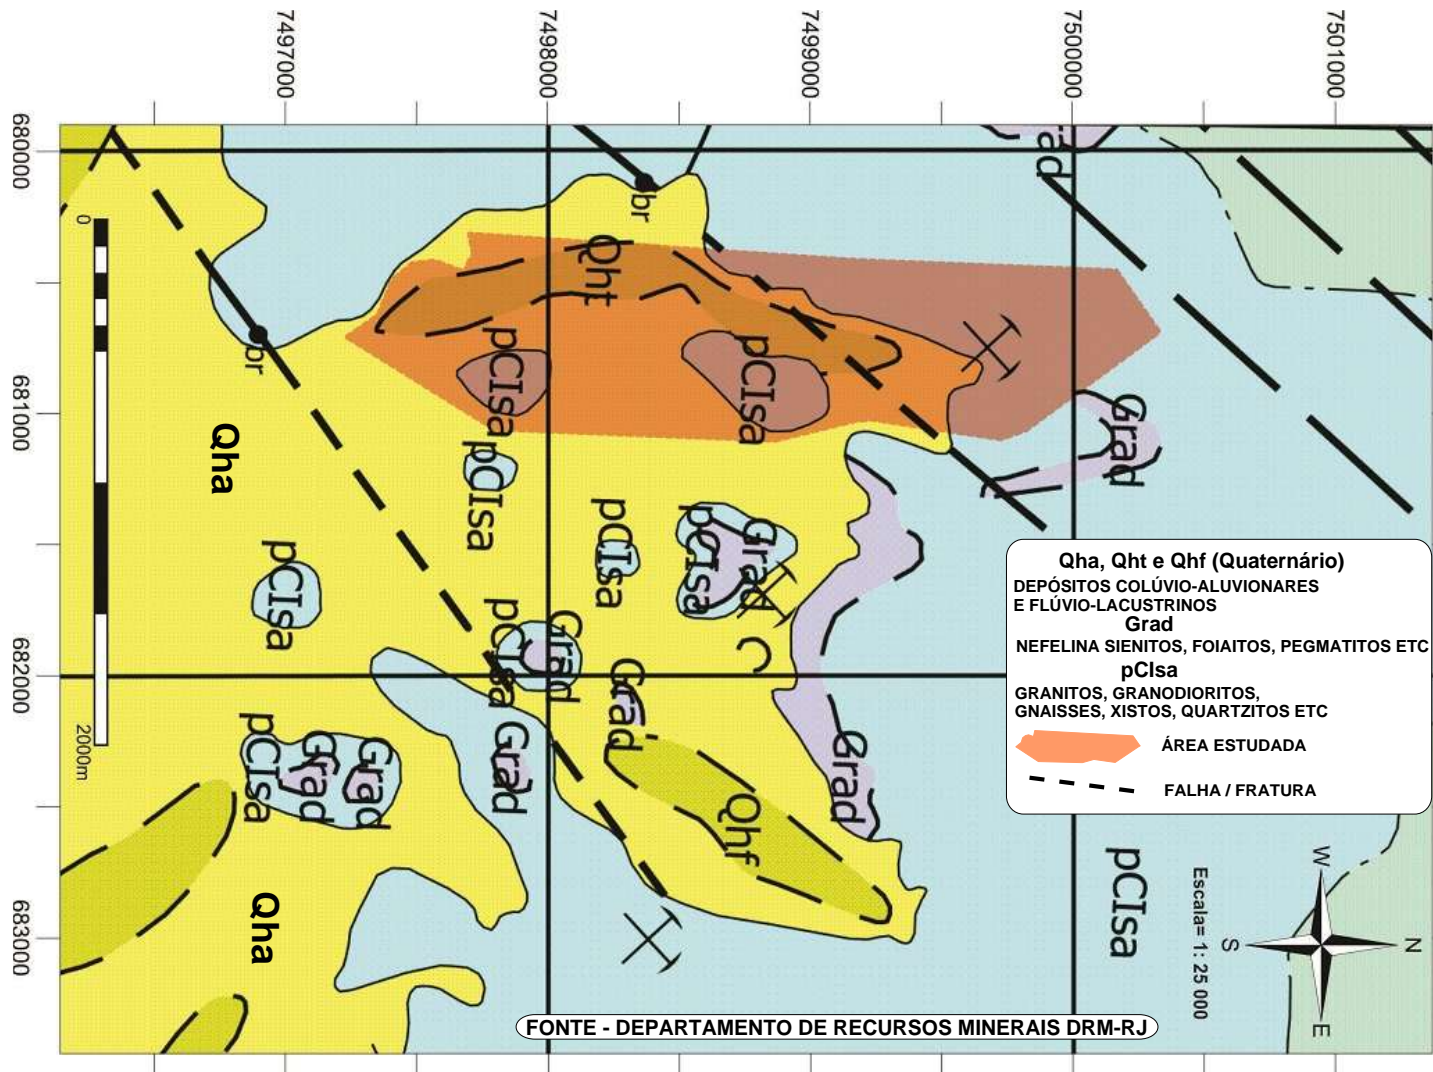 7497000
7498000
7499000
7500000
7501000
680000
681000
682000
683000
0
2000m
Grad
br
br
Qht
pCIsa
pCIsa
Grad
Qha
pCIsa
pCIsa
pCIsa
Grad
pCIsa
pCIsa
Grad
C
Grad
pCIsa
Grad
Grad
Grad
Grad
Qhf
Qha
pCIsa
Qha, Qht e Qhf (Quaternário)
DEPÓSITOS COLÚVIO-ALUVIONARES
E FLÚVIO-LACUSTRINOS
Grad
NEFELINA SIENITOS, FOIAITOS, PEGMATITOS ETC
pCIsa
GRANITOS, GRANODIORITOS,
GNAISSES, XISTOS, QUARTZITOS ETC
ÁREA ESTUDADA
FALHA / FRATURA
Escala= 1: 25 000
W
N
S
E
FONTE - DEPARTAMENTO DE RECURSOS MINERAIS DRM-RJ